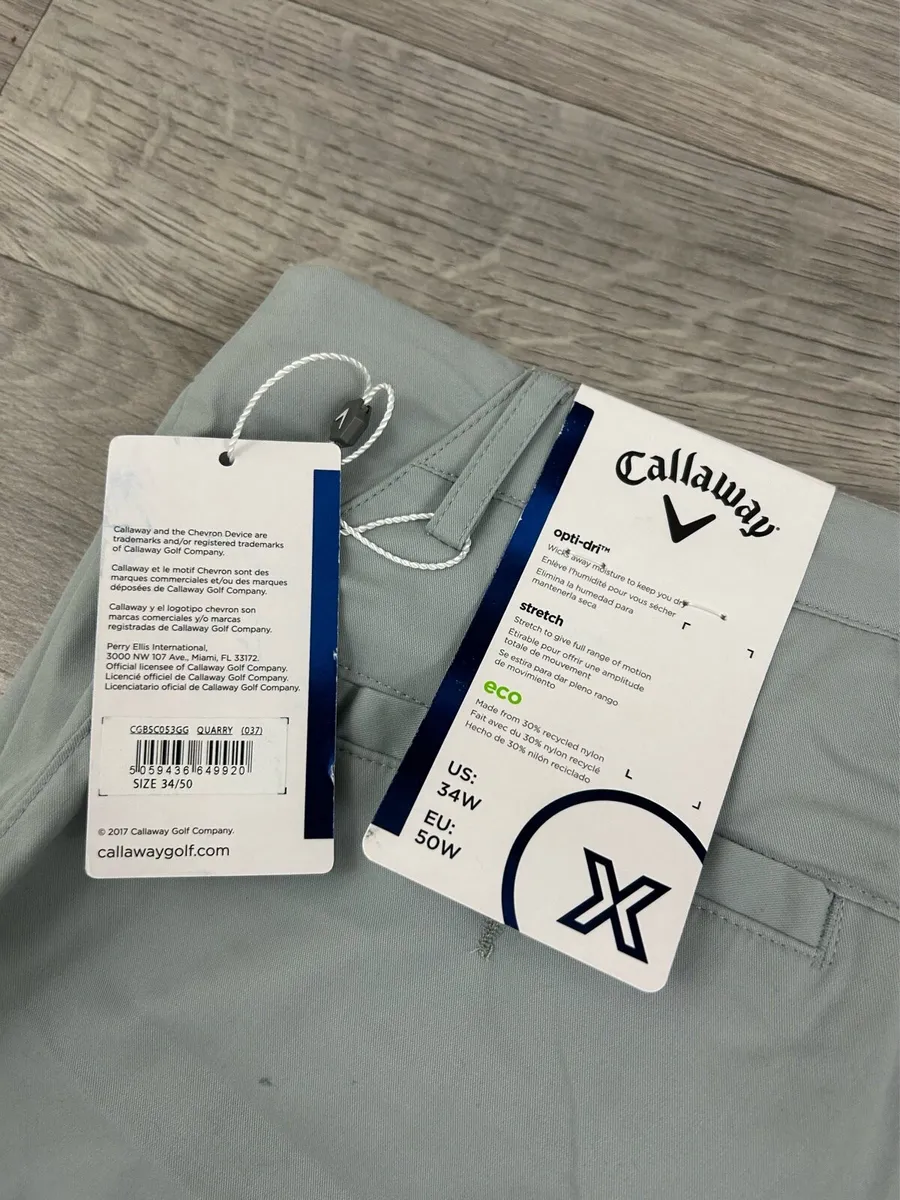 Callaway and the Chevron Device are
trademarks and/or registered trademarks
of Callaway Golf Company.
Callaway et le motif Chevron sont des
marques commerciales et/ou des marques
déposées de Callaway Golf Company.
Callaway y el logotipo chevron son
marcas comerciales y/o marcas
registradas de Callaway Golf Company.
Perry Ellis International,
3000 NW 107 Ave., Miami, FL 33172.
Official licensee of Callaway Golf Company.
Licencié officiel de Callaway Golf Company.
Licenciatario oficial de Callaway Golf Company.
CGBSC053GG QUARRY (037)
5 059436 649920
SIZE 34/50
© 2017 Callaway Golf Company.
callawaygolf.com
Callaway
opti-dri™
Wicks away moisture to keep you dry
Enlève l'humidité pour vous sécher
Elimina la humedad para
mantenerla seca
stretch
Stretch to give full range of motion
Étirable pour offrir une amplitude
totale de mouvement
Se estira para dar pleno rango
de movimiento
eco
Made from 30% recycled nylon
Fait avec du 30% nylon recyclé
Hecho de 30% nilón reciclado
US:
34W
EU:
50W
X